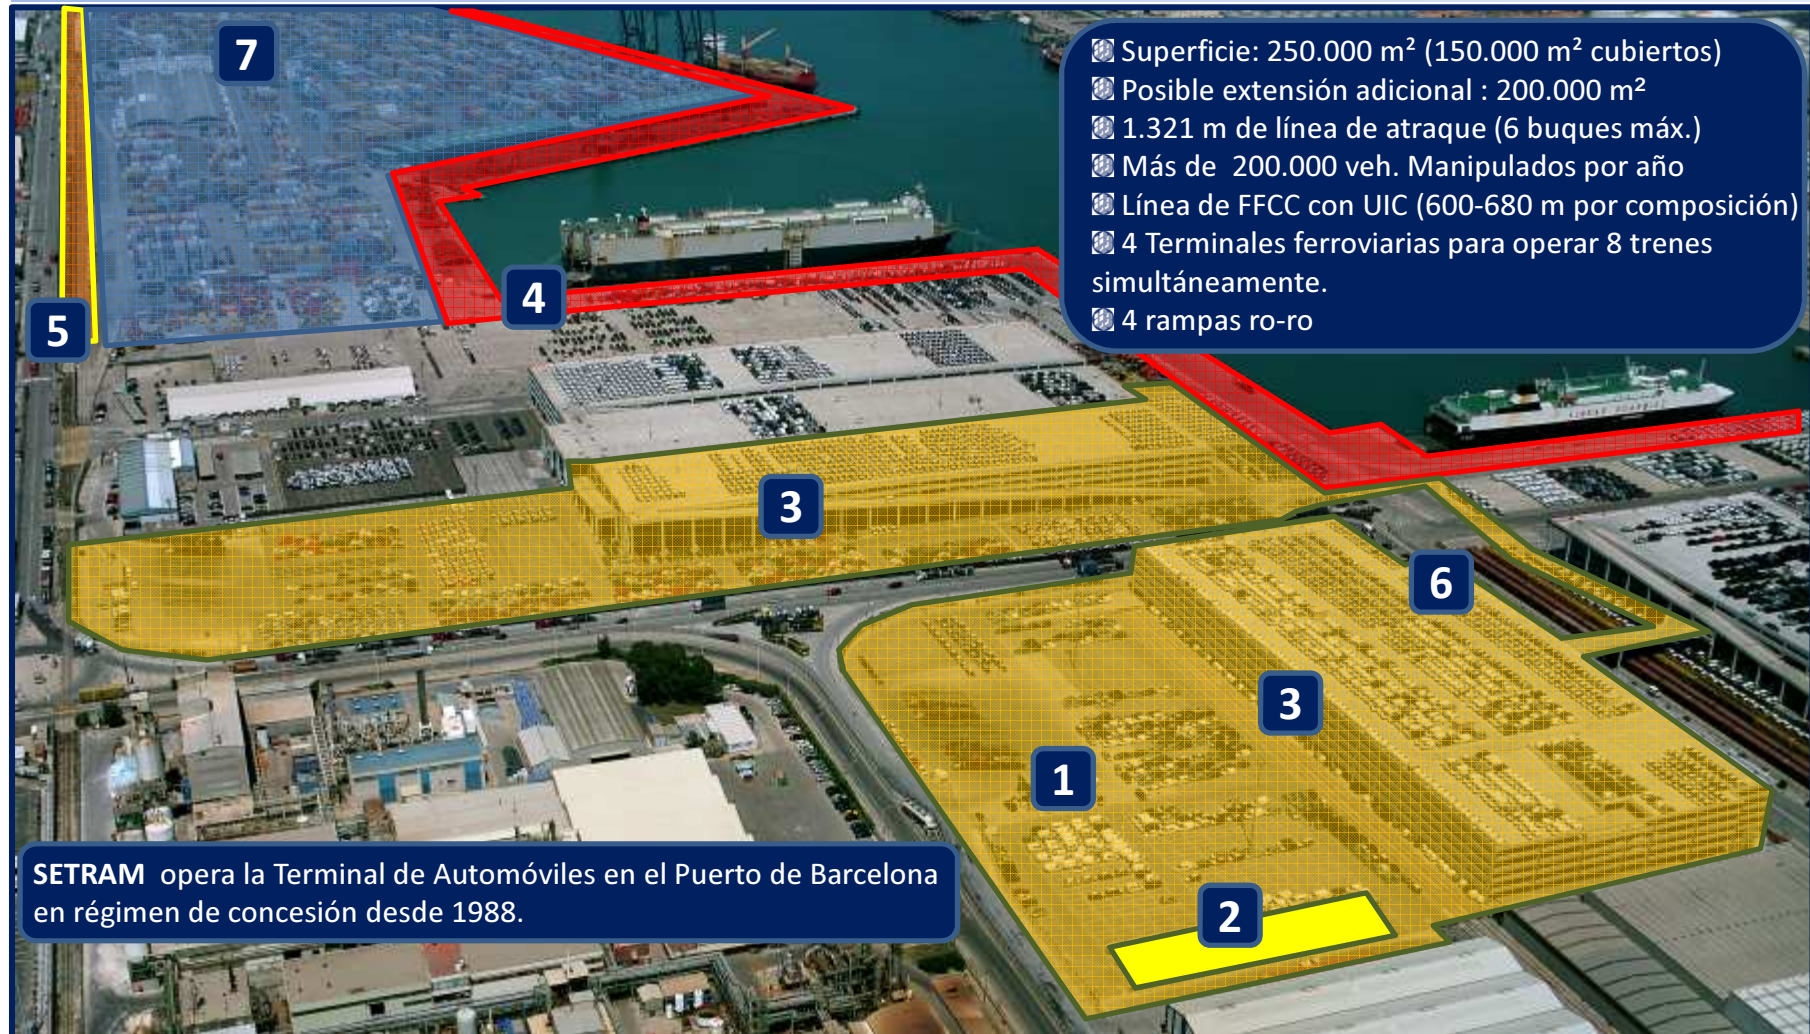 7
Superficie: 250.000 m² (150.000 m² cubiertos)
Posible extensión adicional : 200.000 m²
1.321 m de línea de atraque (6 buques máx.)
Más de 200.000 veh. Manipulados por año
Línea de FFCC con UIC (600-680 m por composición)
4 Terminales ferroviarias para operar 8 trenes
simultáneamente.
4 rampas ro-ro
4
5
3
6
3
1
SETRAM opera la Terminal de Automóviles en el Puerto de Barcelona
en régimen de concesión desde 1988.
2